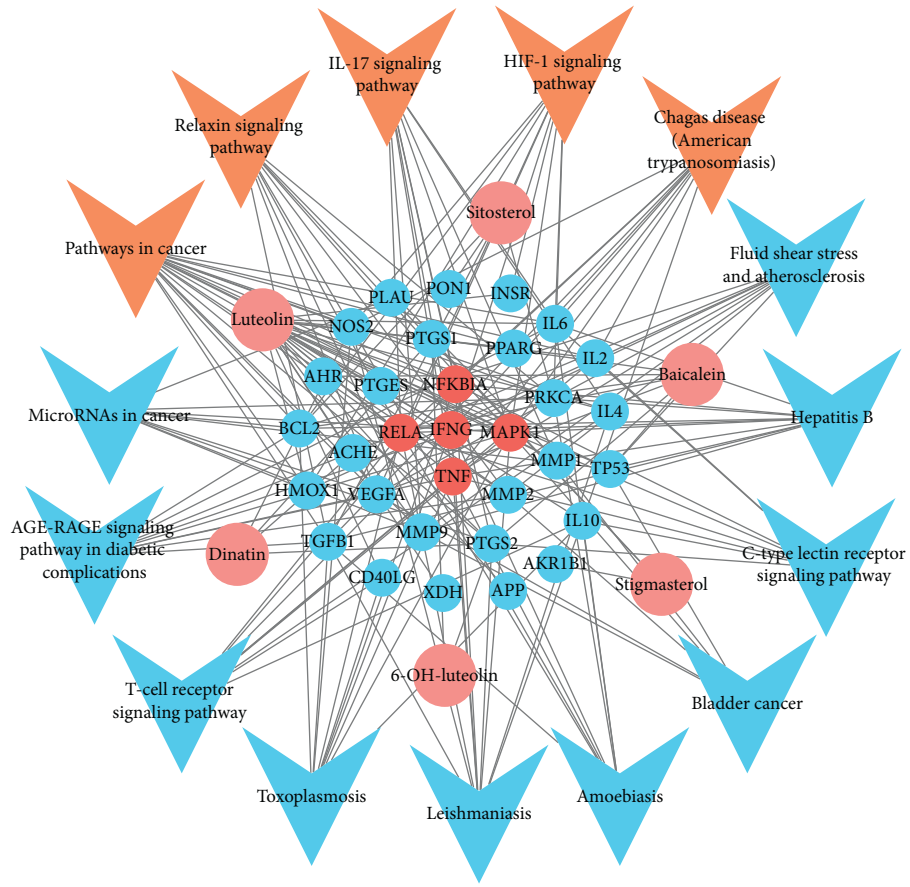 IL-17 signaling
pathway
HIF-1 signaling
pathway
Relaxin signaling
pathway
Chagas disease
(American
trypanosomiasis)
Pathways in cancer
Sitosterol
Fluid shear stress
and atherosclerosis
Luteolin
PLAU
PON1
INSR
NOS2
PTGS1
PPARG
IL6
IL2
AHR
PTGES
NFKBIA
PRKCA
Baicalein
MicroRNAs in cancer
BCL2
RELA
IFNG
MAPK1
IL4
Hepatitis B
ACHE
TNF
MMP1
TP53
HMOX1
VEGFA
MMP2
AGE-RAGE signaling
pathway in diabetic
complications
Dinatin
TGFB1
MMP9
PTGS2
IL10
C-type lectin receptor
signaling pathway
CD40LG
XDH
APP
AKR1B1
Stigmasterol
6-OH-luteolin
T-cell receptor
signaling pathway
Bladder cancer
Toxoplasmosis
Leishmaniasis
Amoebiasis